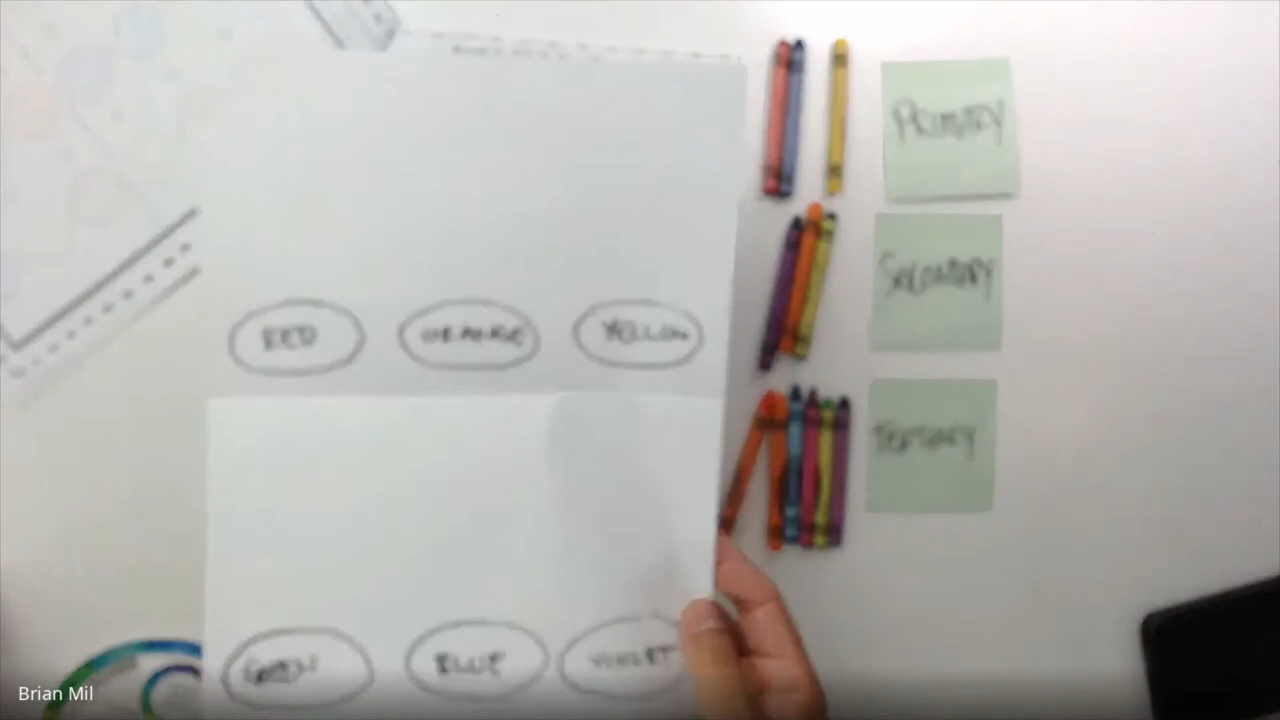 PRIMARY
SECONDARY
RED ORANGE YELLOW
TERTIARY
GREEN BLUE VIOLET
Brian Mil